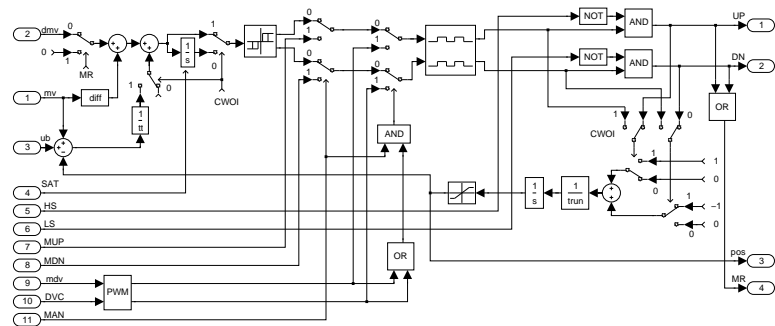 0 1 0 0 HS NOT AND UP
2 dmv 1 1 1
0 1 1 0 0
MR 1 s 0 NOT AND DN 2
1 mv diff 1 0 1 1 LS
CWOI OR
1 tt 1 0
3 ub AND CWOI
+ + −
4 SAT 1 1
5 HS 1 s 1 trun 0 0
6 LS 1 −1
7 MUP 0 0
8 MDN OR pos 3
9 mdv PWM
10 DVC MR 4
11 MAN